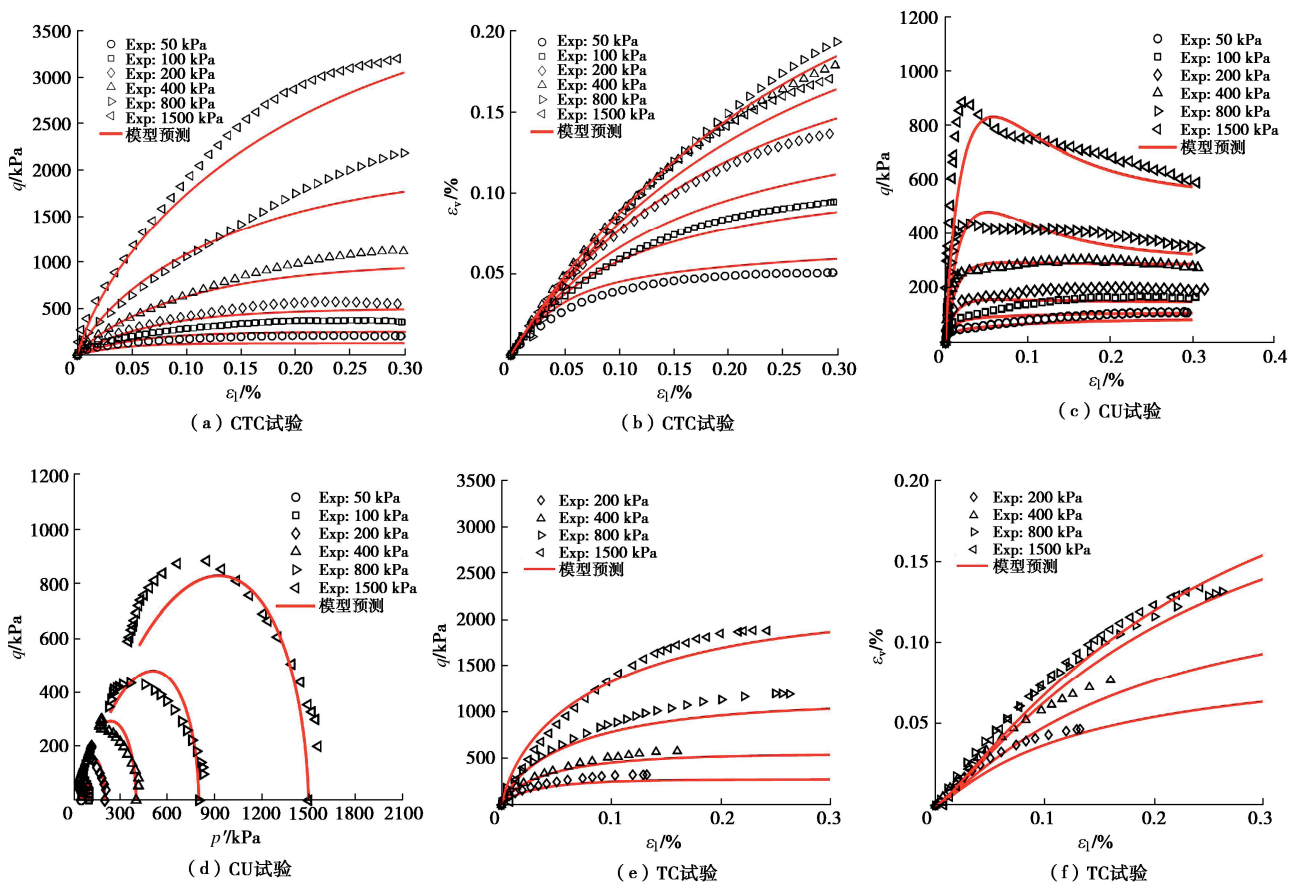 3500
3000
2500
2000
1500
1000
500
q/kPa
Exp: 50 kPa
Exp: 100 kPa
Exp: 200 kPa
Exp: 400 kPa
Exp: 800 kPa
Exp: 1500 kPa
模型预测
0 0.05 0.10 0.15 0.20 0.25 0.30
ε₁/%
（a）CTC试验
0.20
0.15
0.10
0.05
εᵥ/%
Exp: 50 kPa
Exp: 100 kPa
Exp: 200 kPa
Exp: 400 kPa
Exp: 800 kPa
Exp: 1500 kPa
模型预测
0 0.05 0.10 0.15 0.20 0.25 0.30
ε₁/%
（b）CTC试验
1200
1000
800
600
400
200
q/kPa
Exp: 50 kPa
Exp: 100 kPa
Exp: 200 kPa
Exp: 400 kPa
Exp: 800 kPa
Exp: 1500 kPa
模型预测
0 0.1 0.2 0.3 0.4
ε₁/%
（c）CU试验
1200
1000
800
600
400
200
q/kPa
Exp: 50 kPa
Exp: 100 kPa
Exp: 200 kPa
Exp: 400 kPa
Exp: 800 kPa
Exp: 1500 kPa
模型预测
0 300 600 900 1200 1500 1800 2100
p′/kPa
（d）CU试验
3500
3000
2500
2000
1500
1000
500
q/kPa
Exp: 200 kPa
Exp: 400 kPa
Exp: 800 kPa
Exp: 1500 kPa
模型预测
0 0.1 0.2 0.3
ε₁/%
（e）TC试验
0.20
0.15
0.10
0.05
εᵥ/%
Exp: 200 kPa
Exp: 400 kPa
Exp: 800 kPa
Exp: 1500 kPa
模型预测
0 0.1 0.2 0.3
ε₁/%
（f）TC试验